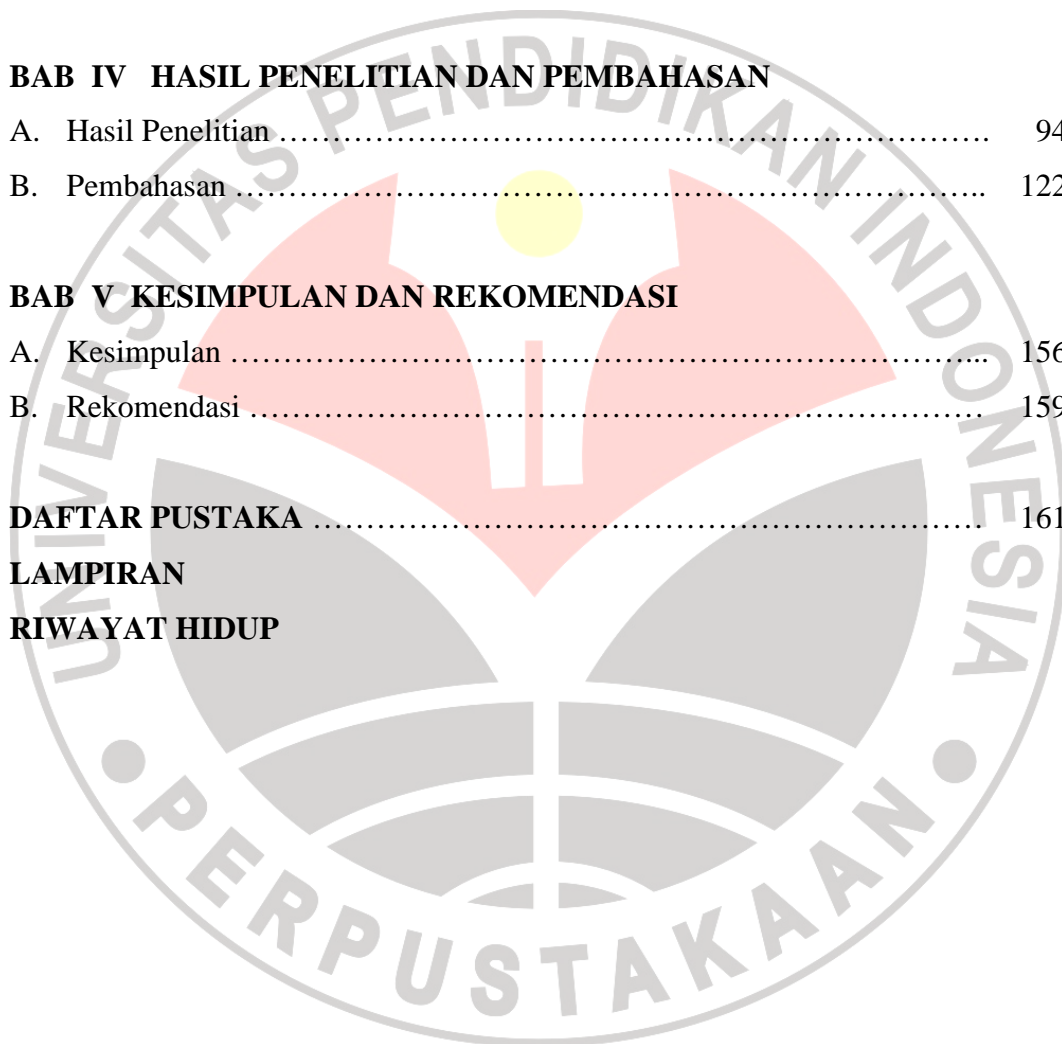 BAB IV HASIL PENELITIAN DAN PEMBAHASAN
A. Hasil Penelitian …………………………………………………………. 94
B. Pembahasan …………………………………………………………….. 122
BAB V KESIMPULAN DAN REKOMENDASI
A. Kesimpulan …………………………………………………………….. 156
B. Rekomendasi …………………………………………………………… 159
DAFTAR PUSTAKA ………………………………………………………. 161
LAMPIRAN
RIWAYAT HIDUP
UNIVERSITAS PENDIDIKAN INDONESIA
• PERPUSTAKAAN •